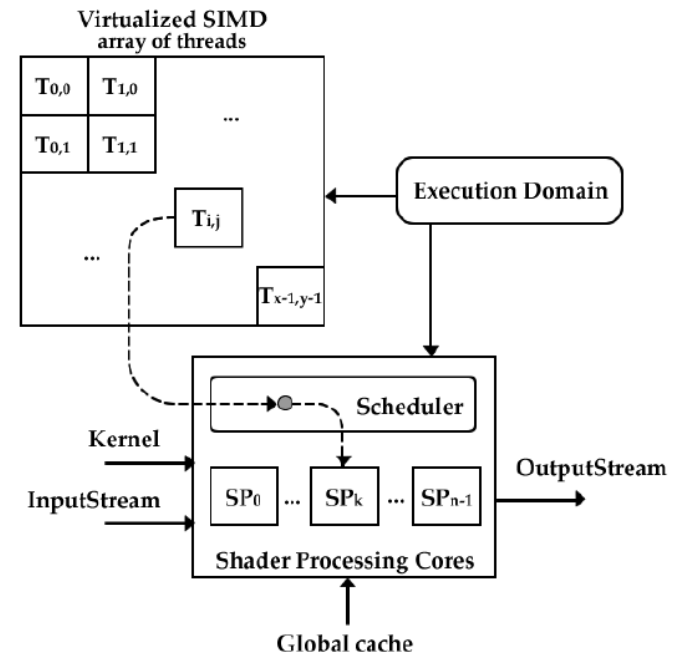 Virtualized SIMD
array of threads
T0,0 T1,0
...
T0,1 T1,1
Execution Domain
Ti,j
...
Tx-1,y-1
Scheduler
Kernel
OutputStream
InputStream
SP0 ... SPk ... SPn-1
Shader Processing Cores
Global cache